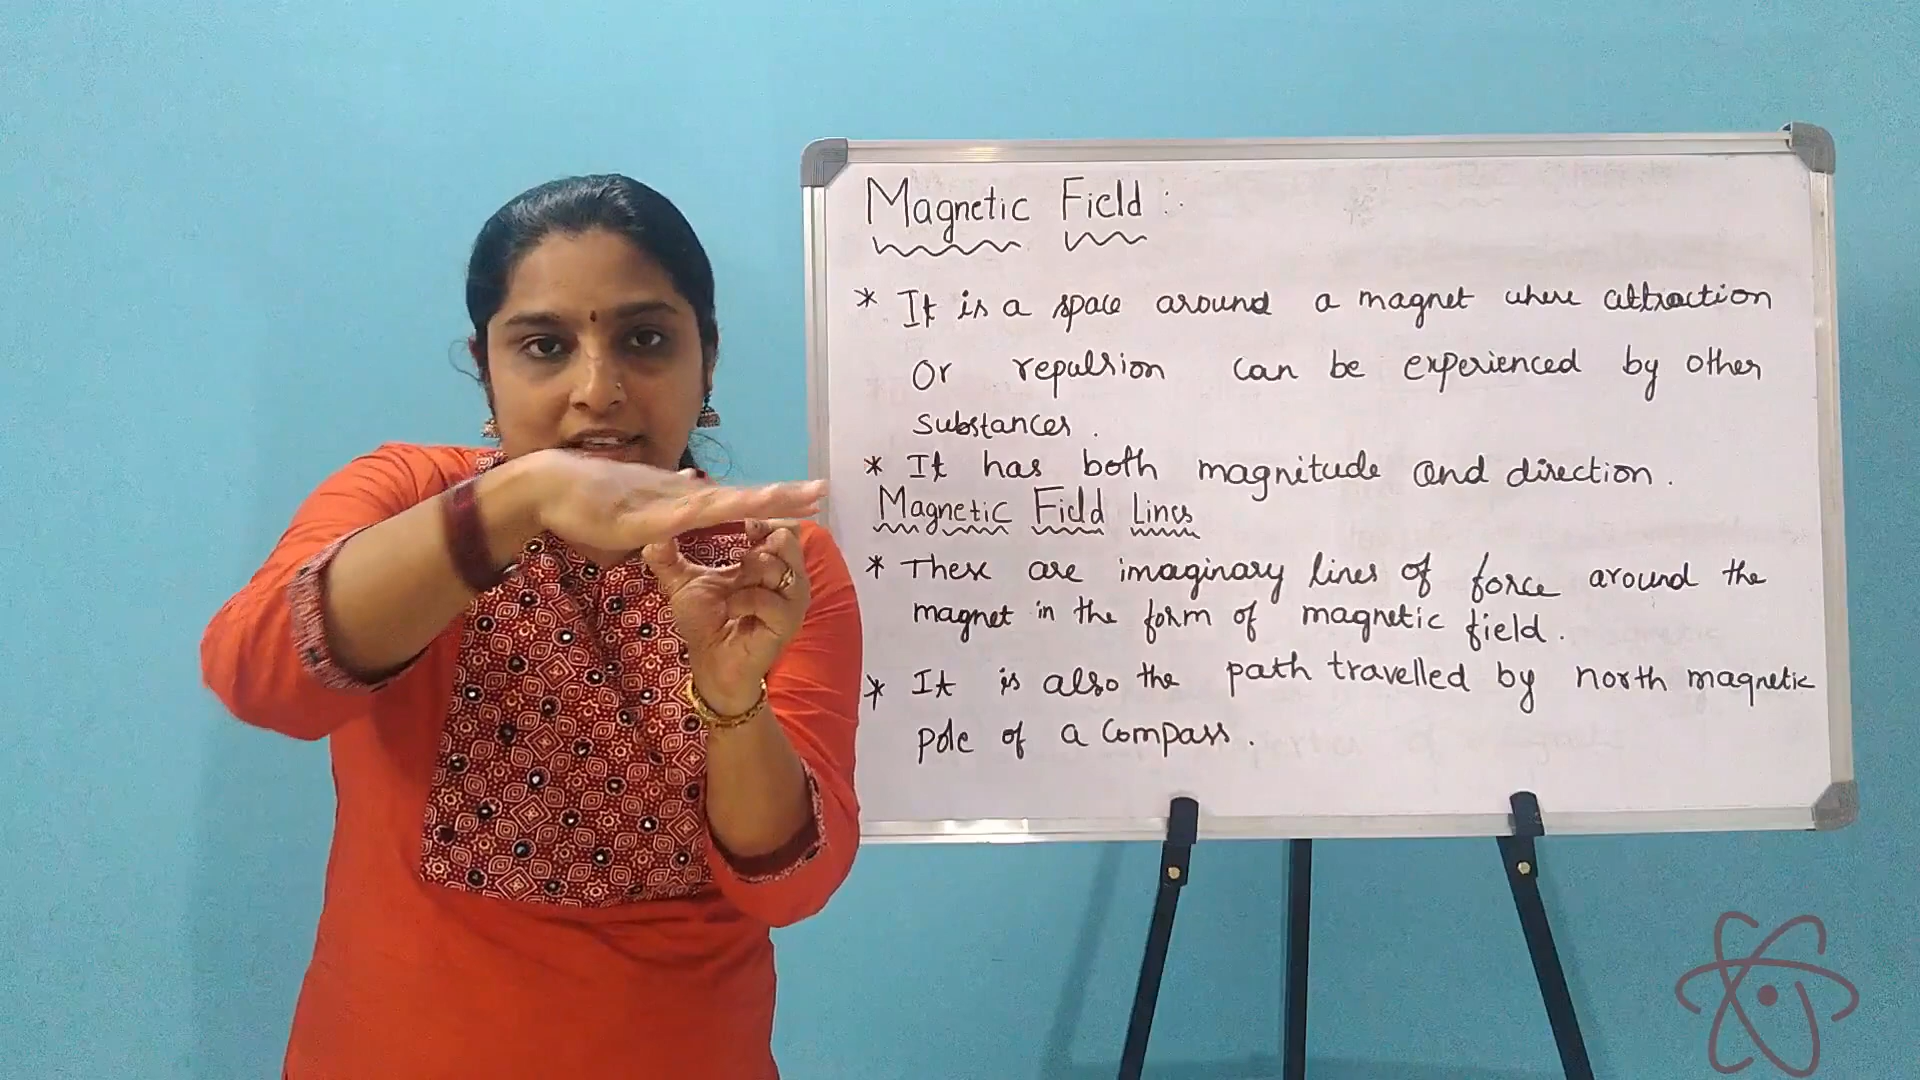 Magnetic Field :.
* It is a space around a magnet where attraction
Or repulsion can be experienced by other
substances.
* It has both magnitude and direction.
Magnetic Field Lines
* These are imaginary lines of force around the
magnet in the form of magnetic field.
* It is also the path travelled by north magnetic
pole of a compass.